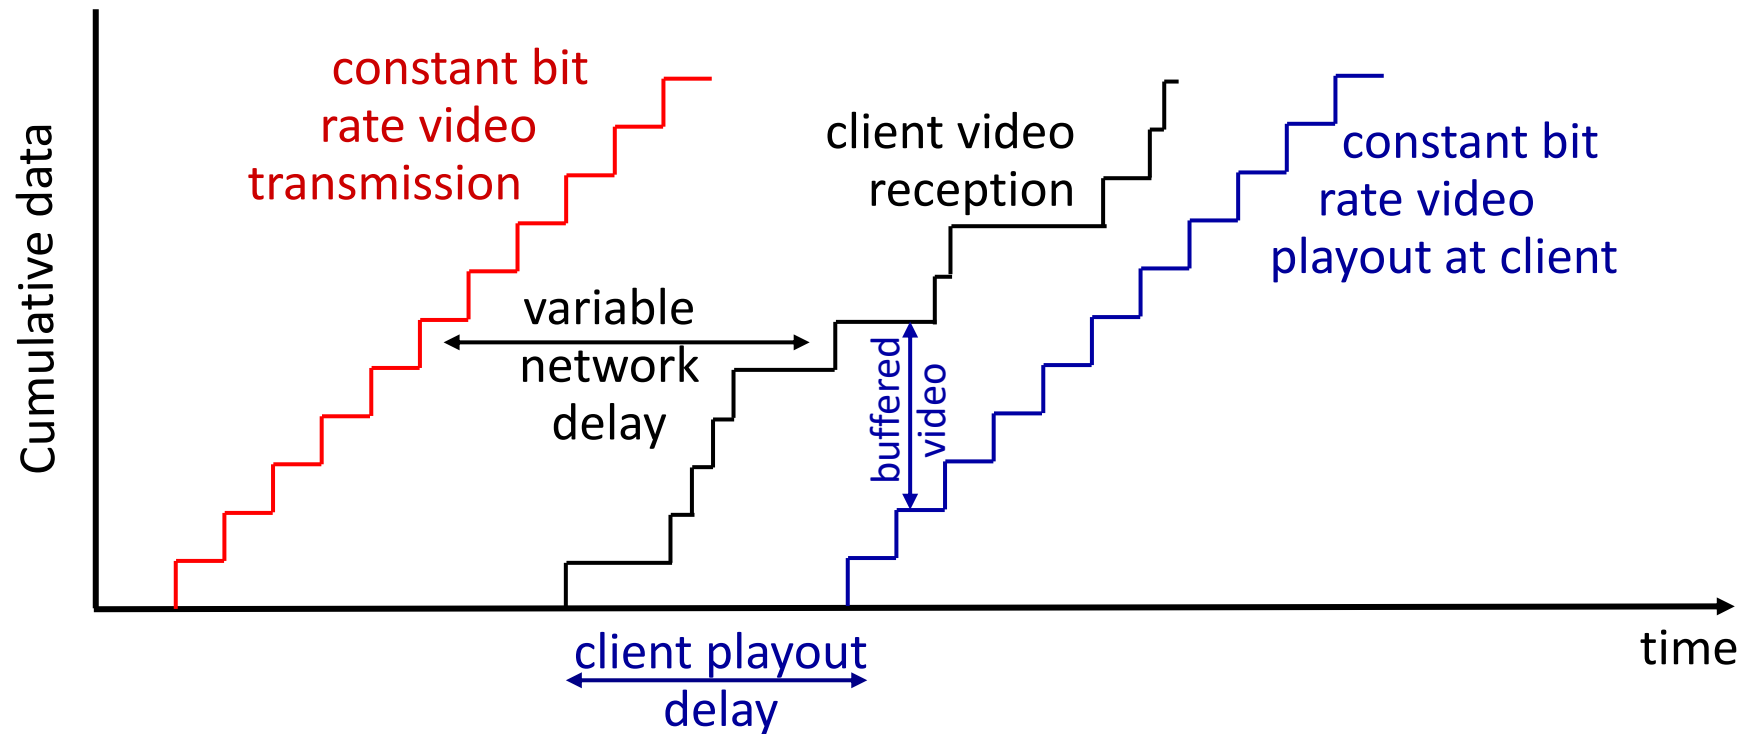 constant bit
rate video
transmission
client video
reception
constant bit
rate video
playout at client
Cumulative data
variable
network
delay
buffered
video
client playout
delay
time